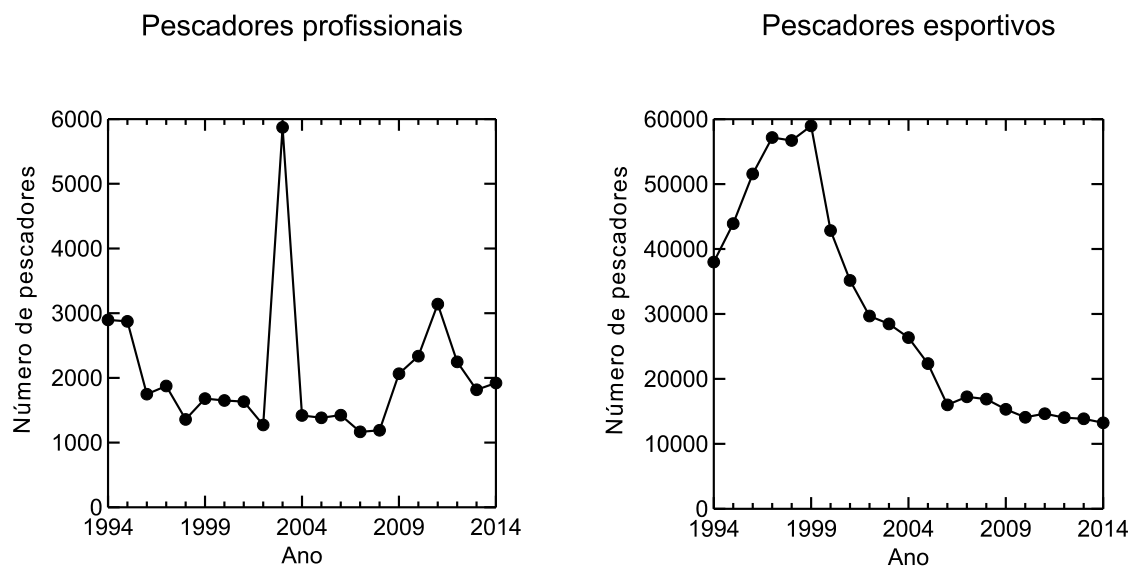 Pescadores profissionais
Número de pescadores
6000
5000
4000
3000
2000
1000
0
1994 1999 2004 2009 2014
Ano
Pescadores esportivos
Número de pescadores
60000
50000
40000
30000
20000
10000
0
1994 1999 2004 2009 2014
Ano